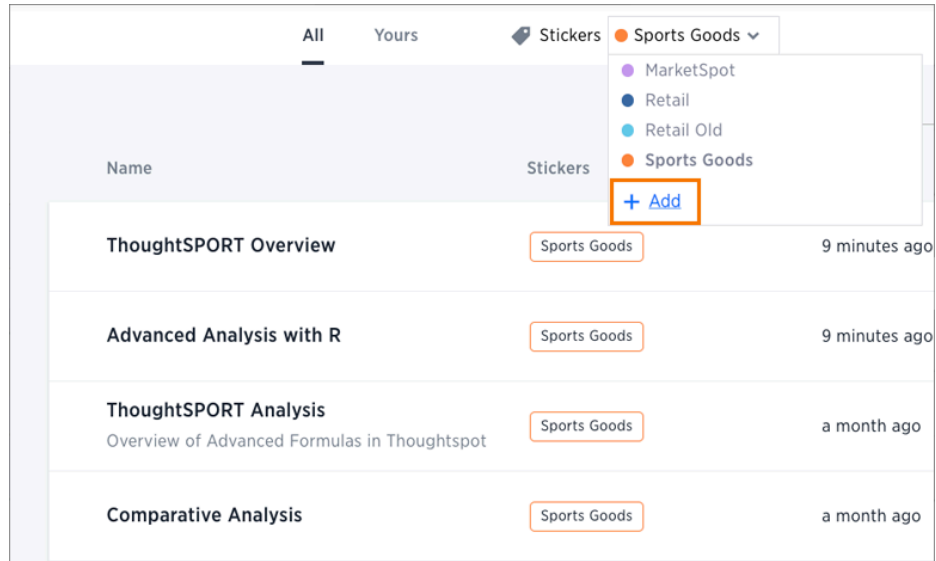 All Yours Stickers Sports Goods
MarketSpot
Retail
Retail Old
Sports Goods
+ Add
Name Stickers
ThoughtSPORT Overview Sports Goods 9 minutes ago
Advanced Analysis with R Sports Goods 9 minutes ago
ThoughtSPORT Analysis
Overview of Advanced Formulas in Thoughtspot Sports Goods a month ago
Comparative Analysis Sports Goods a month ago